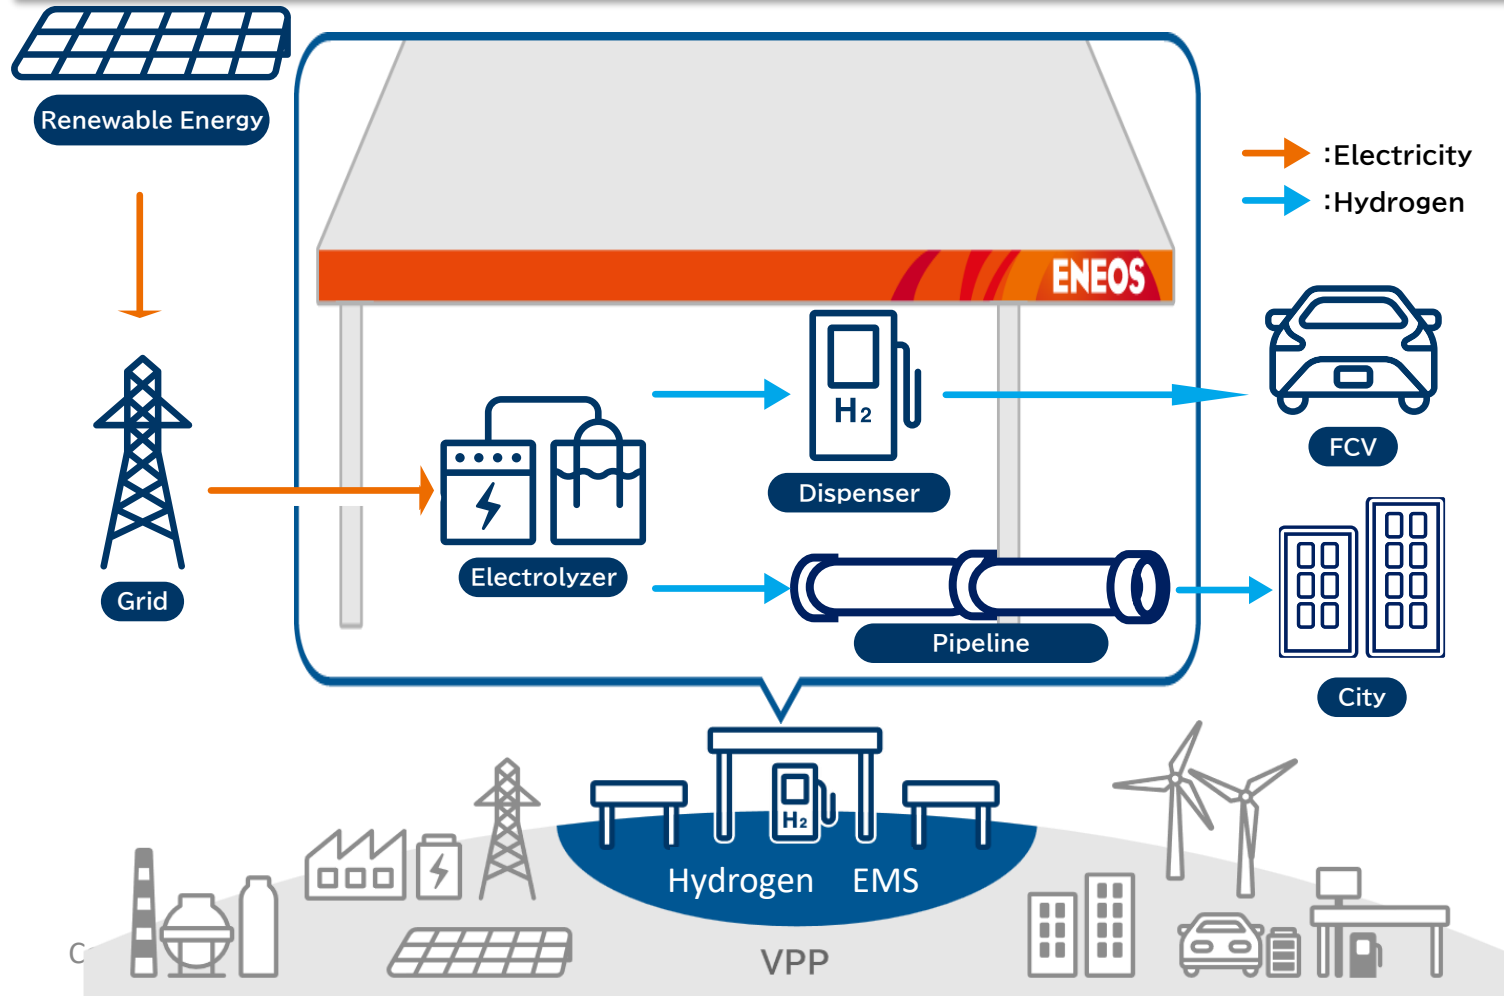 Renewable Energy
:Electricity
:Hydrogen
ENEOS
H2
FCV
Dispenser
Electrolyzer
Grid
Pipeline
City
H2
Hydrogen EMS
VPP